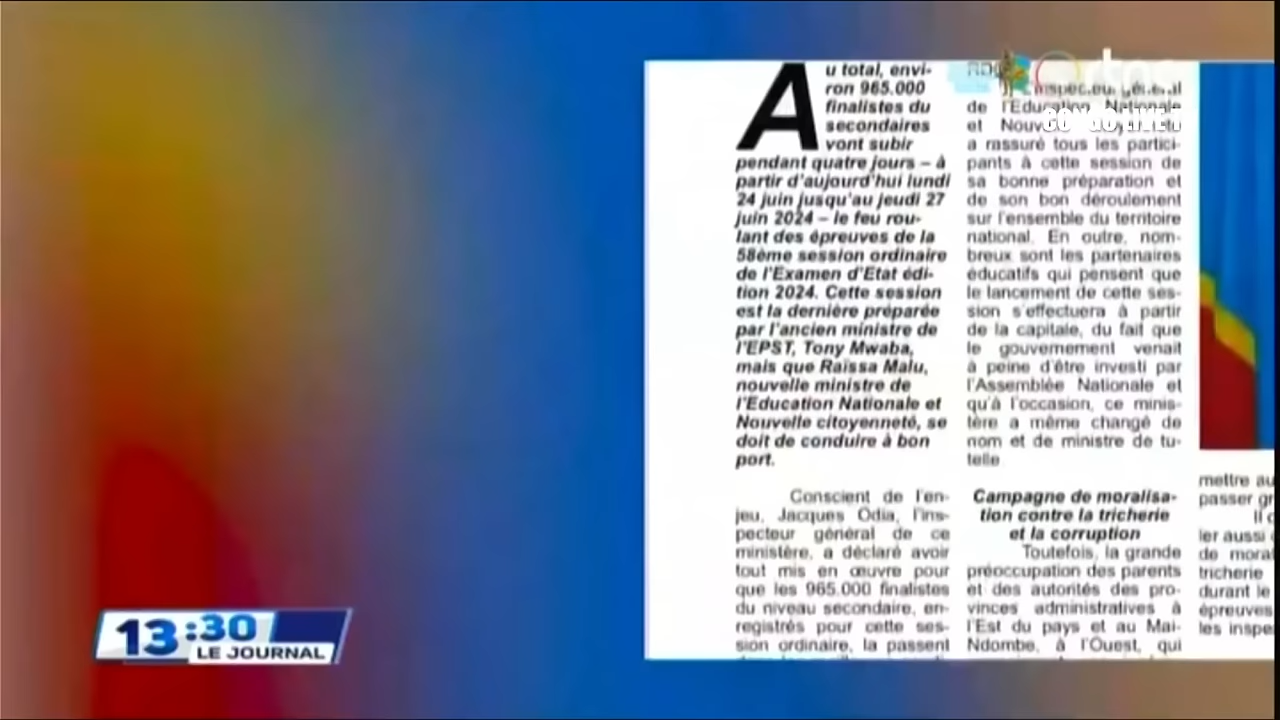 Au total, envi-
ron 965.000
finalistes du
secondaires
vont subir
pendant quatre jours – à
partir d'aujourd'hui lundi
24 juin jusqu'au jeudi 27
juin 2024 – le feu rou-
lant des épreuves de la
58ème session ordinaire
de l'Examen d'Etat édi-
tion 2024. Cette session
est la dernière préparée
par l'ancien ministre de
l'EPST, Tony Mwaba,
mais que Raïssa Malu,
nouvelle ministre de
l'Education Nationale et
Nouvelle citoyenneté, se
doit de conduire à bon
port.
Conscient de l'en-
jeu, Jacques Odia, l'ins-
pecteur général de ce
ministère, a déclaré avoir
tout mis en œuvre pour
que les 965.000 finalistes
du niveau secondaire, en-
registrés pour cette ses-
sion ordinaire, la passent
L'inspecteur général
de l'Education Nationale
et
a rassuré tous les partici-
pants à cette session de
sa bonne préparation et
de son bon déroulement
sur l'ensemble du territoire
national. En outre, nom-
breux sont les partenaires
éducatifs qui pensent que
le lancement de cette ses-
sion s'effectuera à partir
de la capitale, du fait que
le gouvernement venait
à peine d'être investi par
l'Assemblée Nationale et
qu'à l'occasion, ce minis-
tère a même changé de
nom et de ministre de tu-
telle
Campagne de moralisa-
tion contre la tricherie
et la corruption
Toutefois, la grande
préoccupation des parents
et des autorités des pro-
vinces administratives à
l'Est du pays et au Mai-
Ndombe, à l'Ouest, qui
mettre au
passer gr
Il c
ler aussi
de moral
tricherie
durant le
épreuves
les inspe
CONGO LIVE
13:30
LE JOURNAL